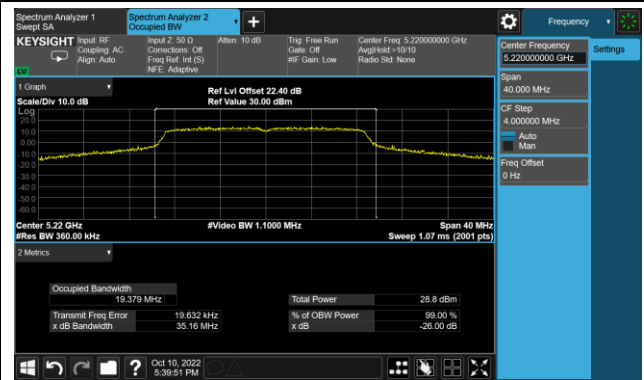 Spectrum Analyzer 1
Swept SA
Spectrum Analyzer 2
Occupied BW
+
Frequency
KEYSIGHT
Input: RF
Coupling: AC
Align: Auto
Input Z: 50 Ω
Corrections: Off
Freq Ref: Int (S)
NFE: Adaptive
Atten: 10 dB
Trig: Free Run
Gate: Off
#IF Gain: Low
Center Freq: 5.220000000 GHz
Avg|Hold:>10/10
Radio Std: None
Center Frequency
5.220000000 GHz
Settings
Span
40.000 MHz
CF Step
4.000000 MHz
Auto
Man
Freq Offset
0 Hz
1 Graph
Scale/Div 10.0 dB
Ref Lvl Offset 22.40 dB
Ref Value 30.00 dBm
Log
20.0
10.0
0.00
-10.0
-20.0
-30.0
-40.0
-50.0
-60.0
Center 5.22 GHz
#Res BW 360.00 kHz
#Video BW 1.1000 MHz
Span 40 MHz
Sweep 1.07 ms (2001 pts)
2 Metrics
Occupied Bandwidth
19.379 MHz
Total Power 28.8 dBm
Transmit Freq Error 19.632 kHz
% of OBW Power 99.00 %
x dB Bandwidth 35.16 MHz
x dB -26.00 dB
?
Oct 10, 2022
5:39:51 PM